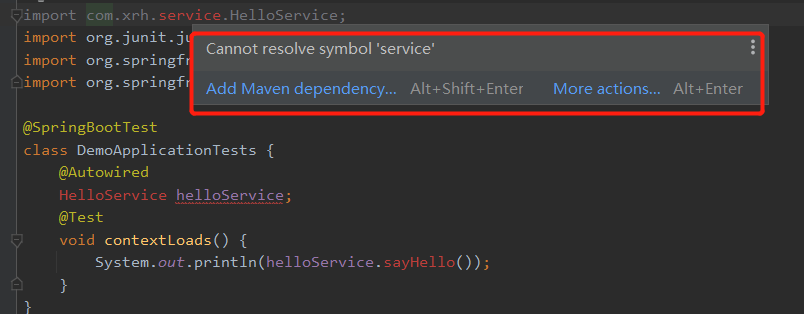 import com.xrh.service.HelloService;
import org.junit.ju
import org.springfr
import org.springfr
Cannot resolve symbol 'service'
Add Maven dependency... Alt+Shift+Enter More actions... Alt+Enter
@SpringBootTest
class DemoApplicationTests {
@Autowired
HelloService helloService;
@Test
void contextLoads() {
System.out.println(helloService.sayHello());
}
}